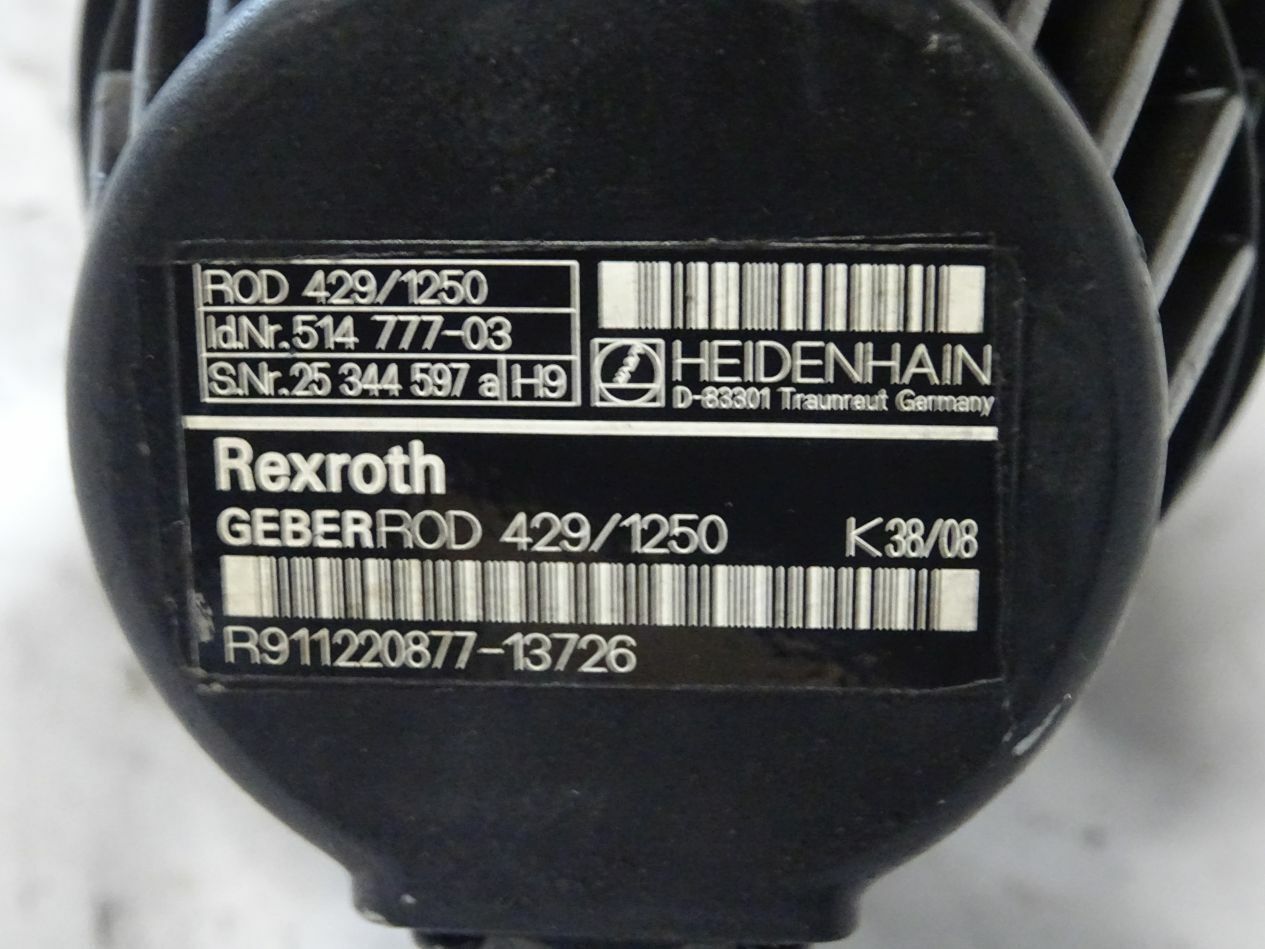 ROD 429/1250
Id.Nr. 514 777-03
S.Nr. 25 344 597 a H9
HEIDENHAIN
D-83301 Traunreut Germany
Rexroth
GEBER ROD 429/1250 K 38/08
R911220877-13726